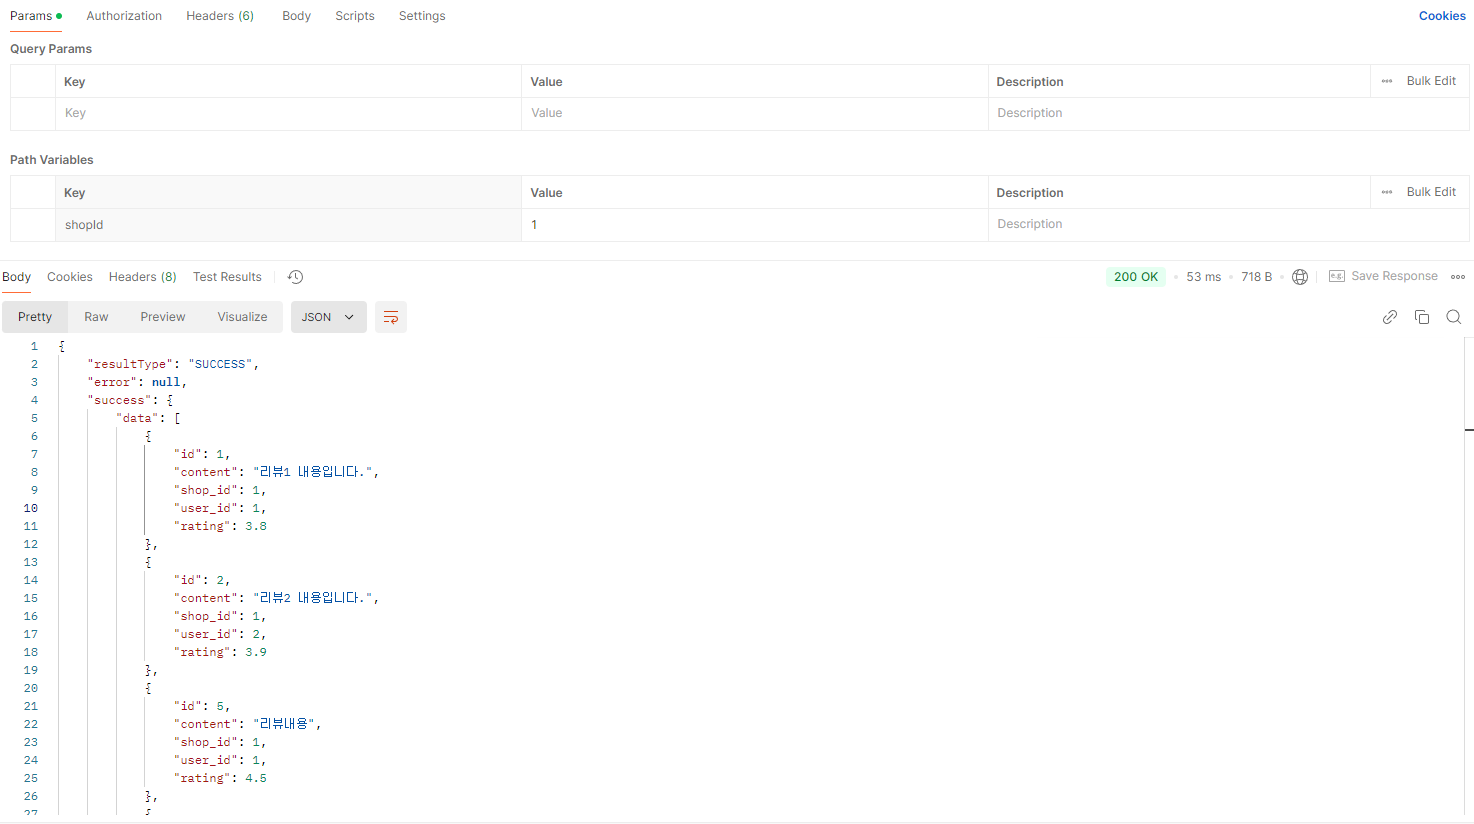 Params Authorization Headers (6) Body Scripts Settings Cookies
Query Params
Key Value Description Bulk Edit
Key Value Description
Path Variables
Key Value Description Bulk Edit
shopId 1 Description
Body Cookies Headers (8) Test Results 200 OK 53 ms 718 B e.g. Save Response
Pretty Raw Preview Visualize JSON
1 {
2 "resultType": "SUCCESS",
3 "error": null,
4 "success": {
5 "data": [
6 {
7 "id": 1,
8 "content": "리뷰1 내용입니다.",
9 "shop_id": 1,
10 "user_id": 1,
11 "rating": 3.8
12 },
13 {
14 "id": 2,
15 "content": "리뷰2 내용입니다.",
16 "shop_id": 1,
17 "user_id": 2,
18 "rating": 3.9
19 },
20 {
21 "id": 5,
22 "content": "리뷰내용",
23 "shop_id": 1,
24 "user_id": 1,
25 "rating": 4.5
26 },
27 {